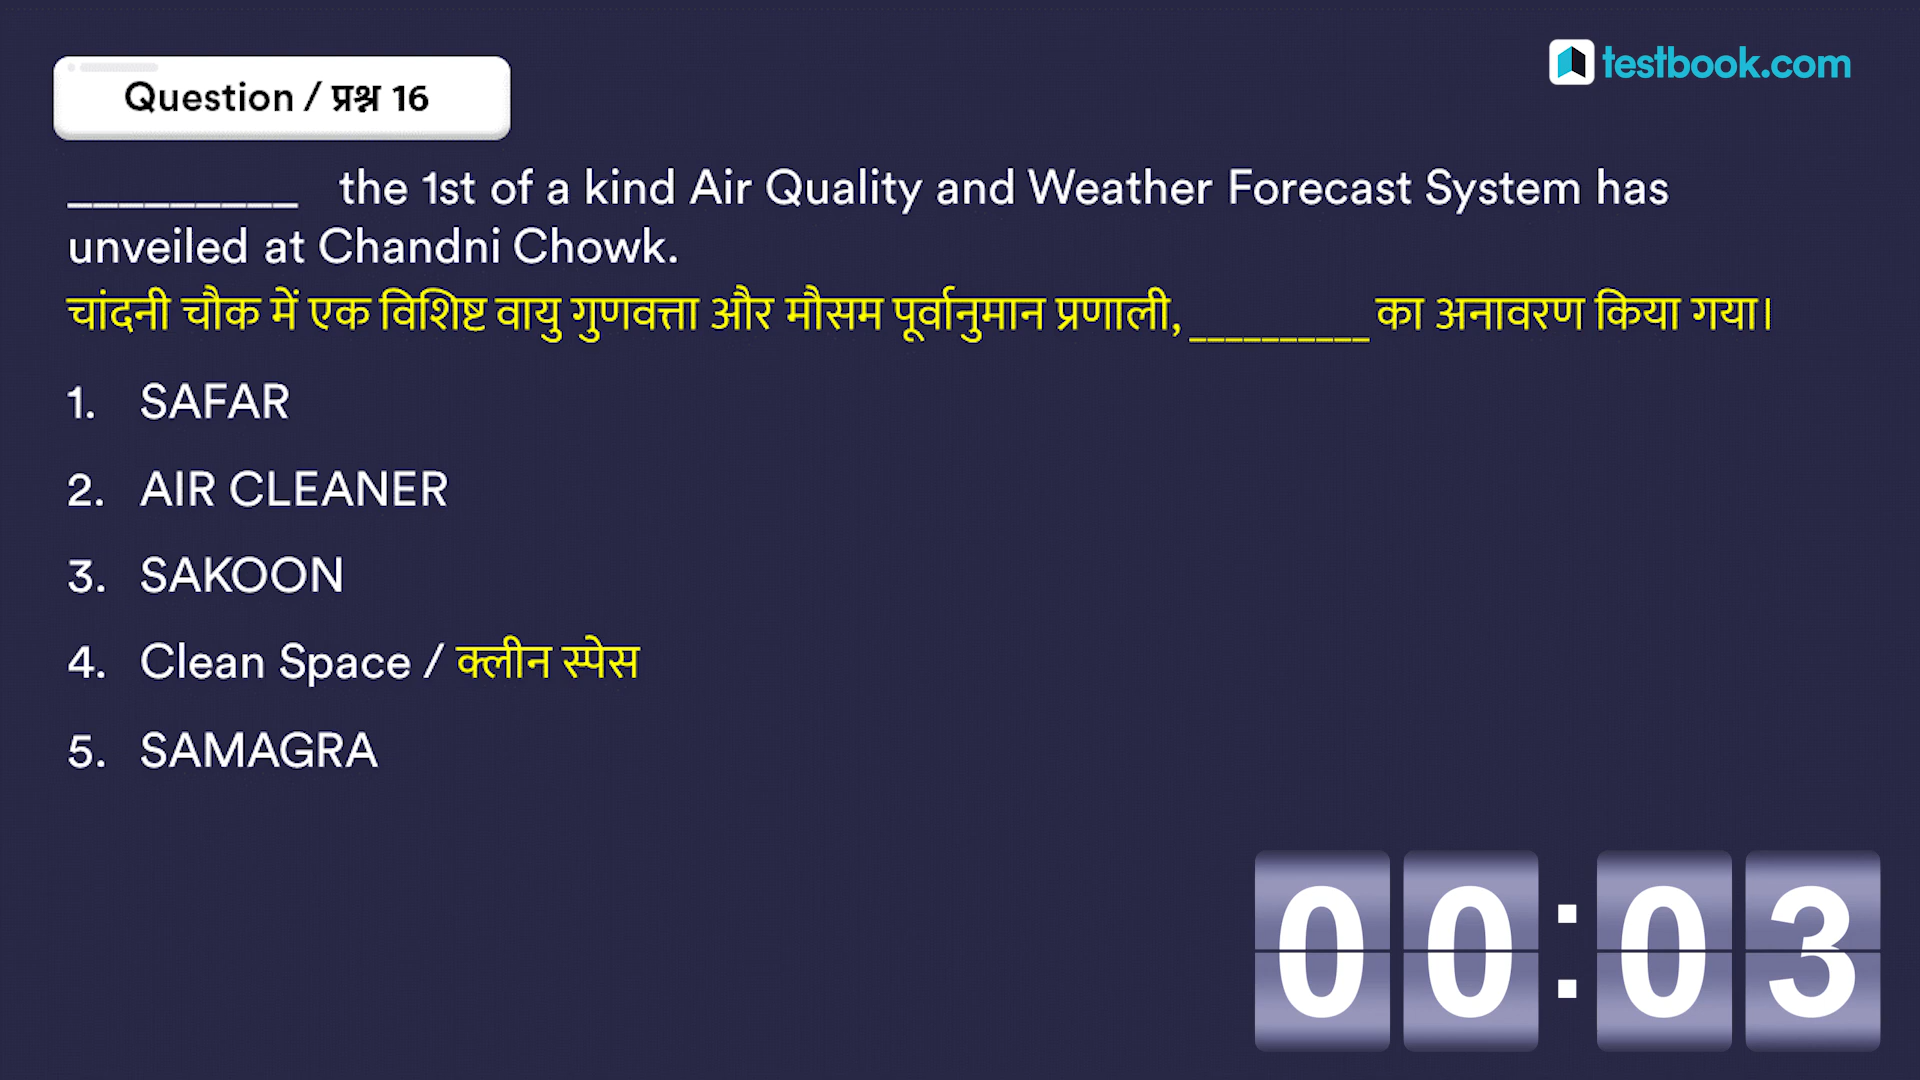 Question / प्रश्न 16
testbook.com
_________ the 1st of a kind Air Quality and Weather Forecast System has
unveiled at Chandni Chowk.
चांदनी चौक में एक विशिष्ट वायु गुणवत्ता और मौसम पूर्वानुमान प्रणाली, __________ का अनावरण किया गया।
1. SAFAR
2. AIR CLEANER
3. SAKOON
4. Clean Space / क्लीन स्पेस
5. SAMAGRA
00:03